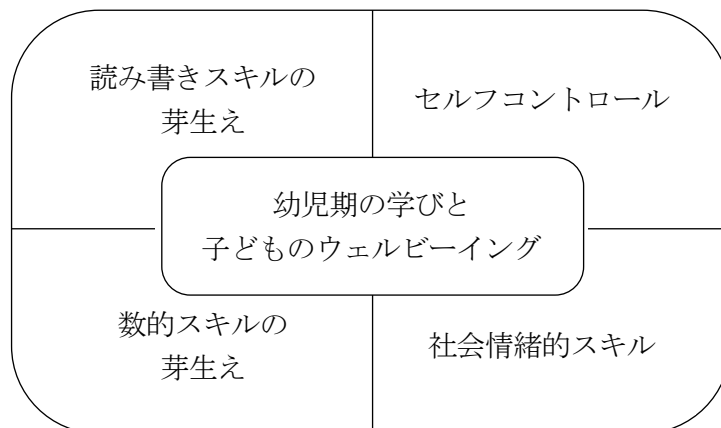 読み書きスキルの
芽生え
セルフコントロール
幼児期の学びと
子どものウェルビーイング
数的スキルの
芽生え
社会情緒的スキル